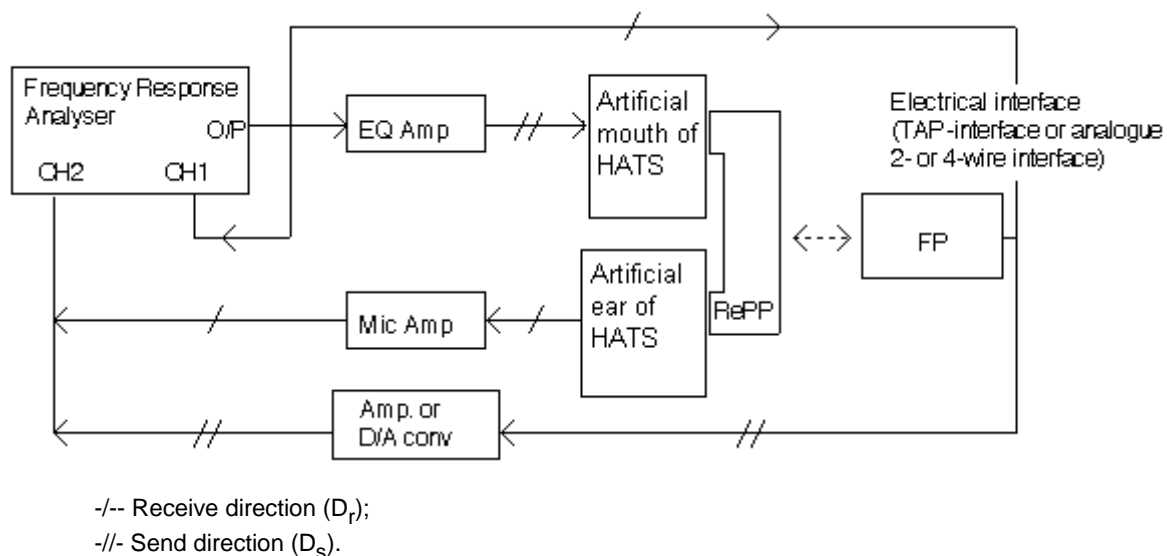 Frequency Response
Analyser
O/P
CH2
CH1
EQ Amp
Artificial
mouth of
HATS
Electrical interface
(TAP-interface or analogue
2- or 4-wire interface)
FP
RePP
Artificial
ear of
HATS
Mic Amp
Amp. or
D/A conv
-/-- Receive direction (Dr);
-//- Send direction (Ds).